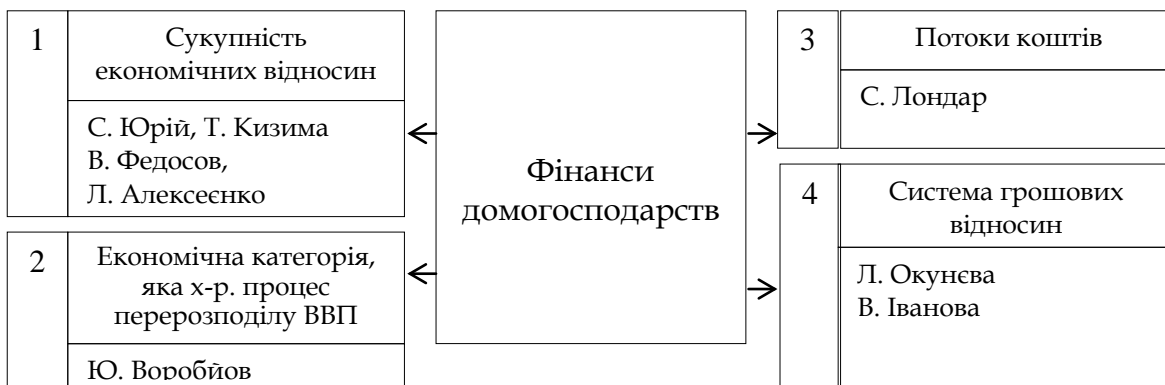 1
Сукупність
економічних відносин
С. Юрій, Т. Кизима
В. Федосов,
Л. Алексеєнко
2
Економічна категорія,
яка х-р. процес
перерозподілу ВВП
Ю. Воробйов
Фінанси
домогосподарств
3
Потоки коштів
С. Лондар
4
Система грошових
відносин
Л. Окунєва
В. Іванова